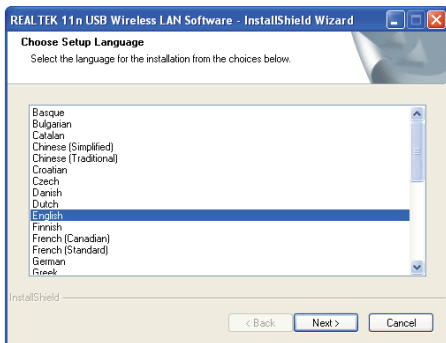 REALTEK 11n USB Wireless LAN Software - InstallShield Wizard
Choose Setup Language
Select the language for the installation from the choices below.
Basque
Bulgarian
Catalan
Chinese (Simplified)
Chinese (Traditional)
Croatian
Czech
Danish
Dutch
English
Finnish
French (Canadian)
French (Standard)
German
Greek
InstallShield
< Back
Next >
Cancel